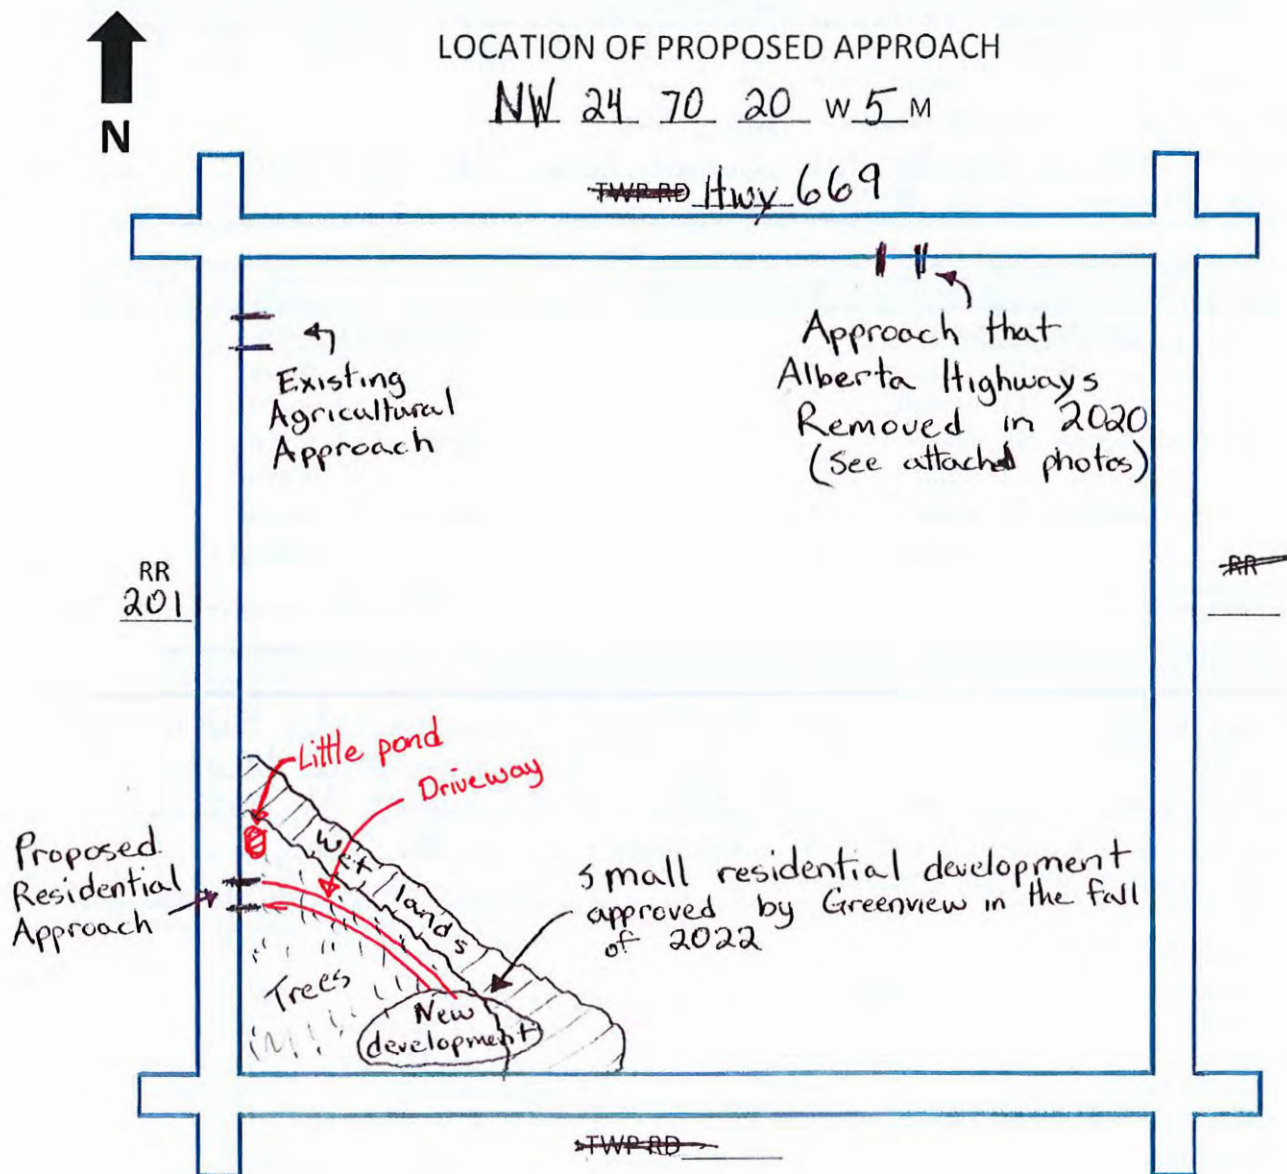 LOCATION OF PROPOSED APPROACH
N
NW 24 70 20 W 5 M
TWP RD Hwy 669
Approach that
Alberta Highways
Removed in 2020
(See attached photos)
Existing
Agricultural
Approach
RR
201
RR
Little pond
Driveway
Wet lands
Proposed
Residential
Approach
small residential development
approved by Greenview in the fall
of 2022
Trees
New
development
TWP RD